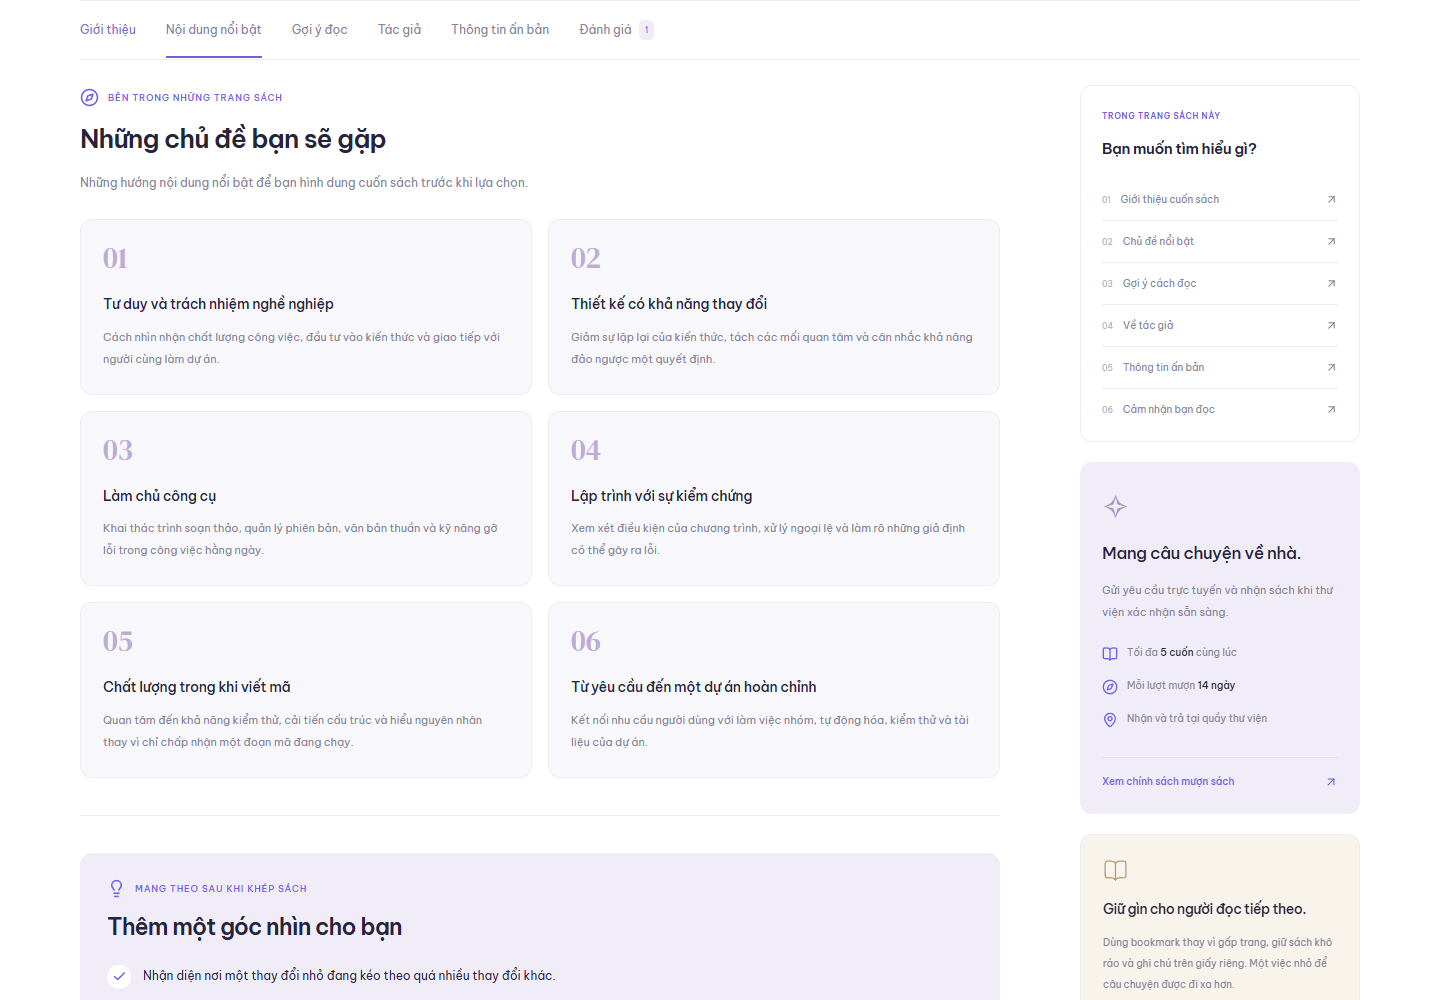 Giới thiệu
Nội dung nổi bật
Gợi ý đọc
Tác giả
Thông tin ấn bản
Đánh giá 1
BÊN TRONG NHỮNG TRANG SÁCH
Những chủ đề bạn sẽ gặp
Những hướng nội dung nổi bật để bạn hình dung cuốn sách trước khi lựa chọn.
01
Tư duy và trách nhiệm nghề nghiệp
Cách nhìn nhận chất lượng công việc, đầu tư vào kiến thức và giao tiếp với
người cùng làm dự án.
02
Thiết kế có khả năng thay đổi
Giảm sự lặp lại của kiến thức, tách các mối quan tâm và cân nhắc khả năng
đảo ngược một quyết định.
03
Làm chủ công cụ
Khai thác trình soạn thảo, quản lý phiên bản, văn bản thuần và kỹ năng gỡ
lỗi trong công việc hằng ngày.
04
Lập trình với sự kiểm chứng
Xem xét điều kiện của chương trình, xử lý ngoại lệ và làm rõ những giả định
có thể gây ra lỗi.
05
Chất lượng trong khi viết mã
Quan tâm đến khả năng kiểm thử, cải tiến cấu trúc và hiểu nguyên nhân
thay vì chỉ chấp nhận một đoạn mã đang chạy.
06
Từ yêu cầu đến một dự án hoàn chỉnh
Kết nối nhu cầu người dùng với làm việc nhóm, tự động hóa, kiểm thử và tài
liệu của dự án.
MANG THEO SAU KHI KHÉP SÁCH
Thêm một góc nhìn cho bạn
Nhận diện nơi một thay đổi nhỏ đang kéo theo quá nhiều thay đổi khác.
TRONG TRANG SÁCH NÀY
Bạn muốn tìm hiểu gì?
01 Giới thiệu cuốn sách
02 Chủ đề nổi bật
03 Gợi ý cách đọc
04 Về tác giả
05 Thông tin ấn bản
06 Cảm nhận bạn đọc
Mang câu chuyện về nhà.
Gửi yêu cầu trực tuyến và nhận sách khi thư
viện xác nhận sẵn sàng.
Tối đa 5 cuốn cùng lúc
Mỗi lượt mượn 14 ngày
Nhận và trả tại quầy thư viện
Xem chính sách mượn sách
Giữ gìn cho người đọc tiếp theo.
Dùng bookmark thay vì gấp trang, giữ sách khô
ráo và ghi chú trên giấy riêng. Một việc nhỏ để
câu chuyện được đi xa hơn.